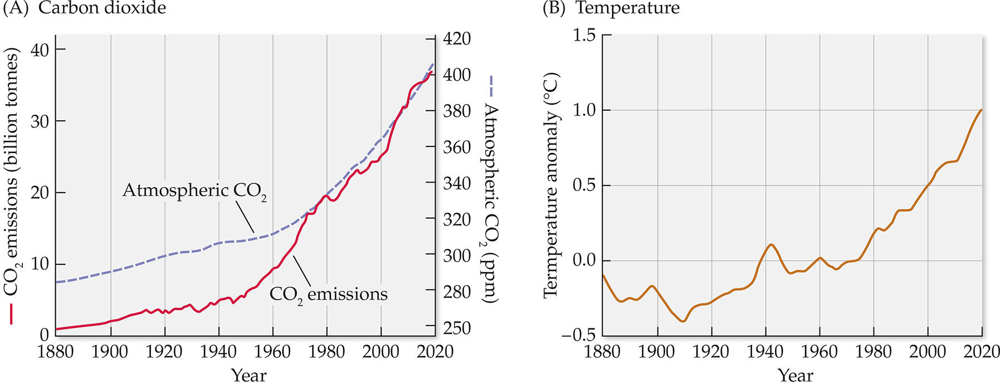 (A) Carbon dioxide
CO2 emissions (billion tonnes)
40
30
20
10
0
420
400
380
360
340
320
300
280
250
Atmospheric CO2 (ppm)
Atmospheric CO2
CO2 emissions
1880 1900 1920 1940 1960 1980 2000 2020
Year
(B) Temperature
Termperature anomaly (°C)
1.5
1.0
0.5
0.0
−0.5
1880 1900 1920 1940 1960 1980 2000 2020
Year